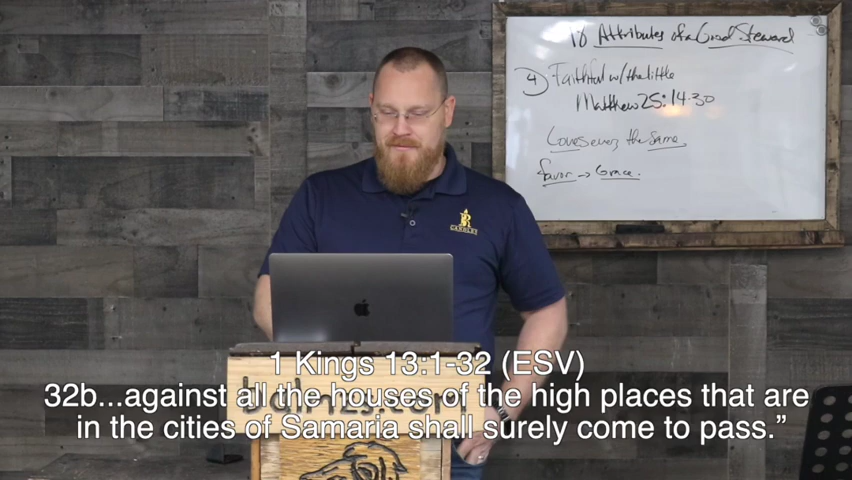 18 Attributes of a Good Steward
4) Faithful w/ the little
Matthew 25:14-30
Loves every the same.
favor → Grace.
1 Kings 13:1-32 (ESV)
32b...against all the houses of the high places that are
in the cities of Samaria shall surely come to pass.”